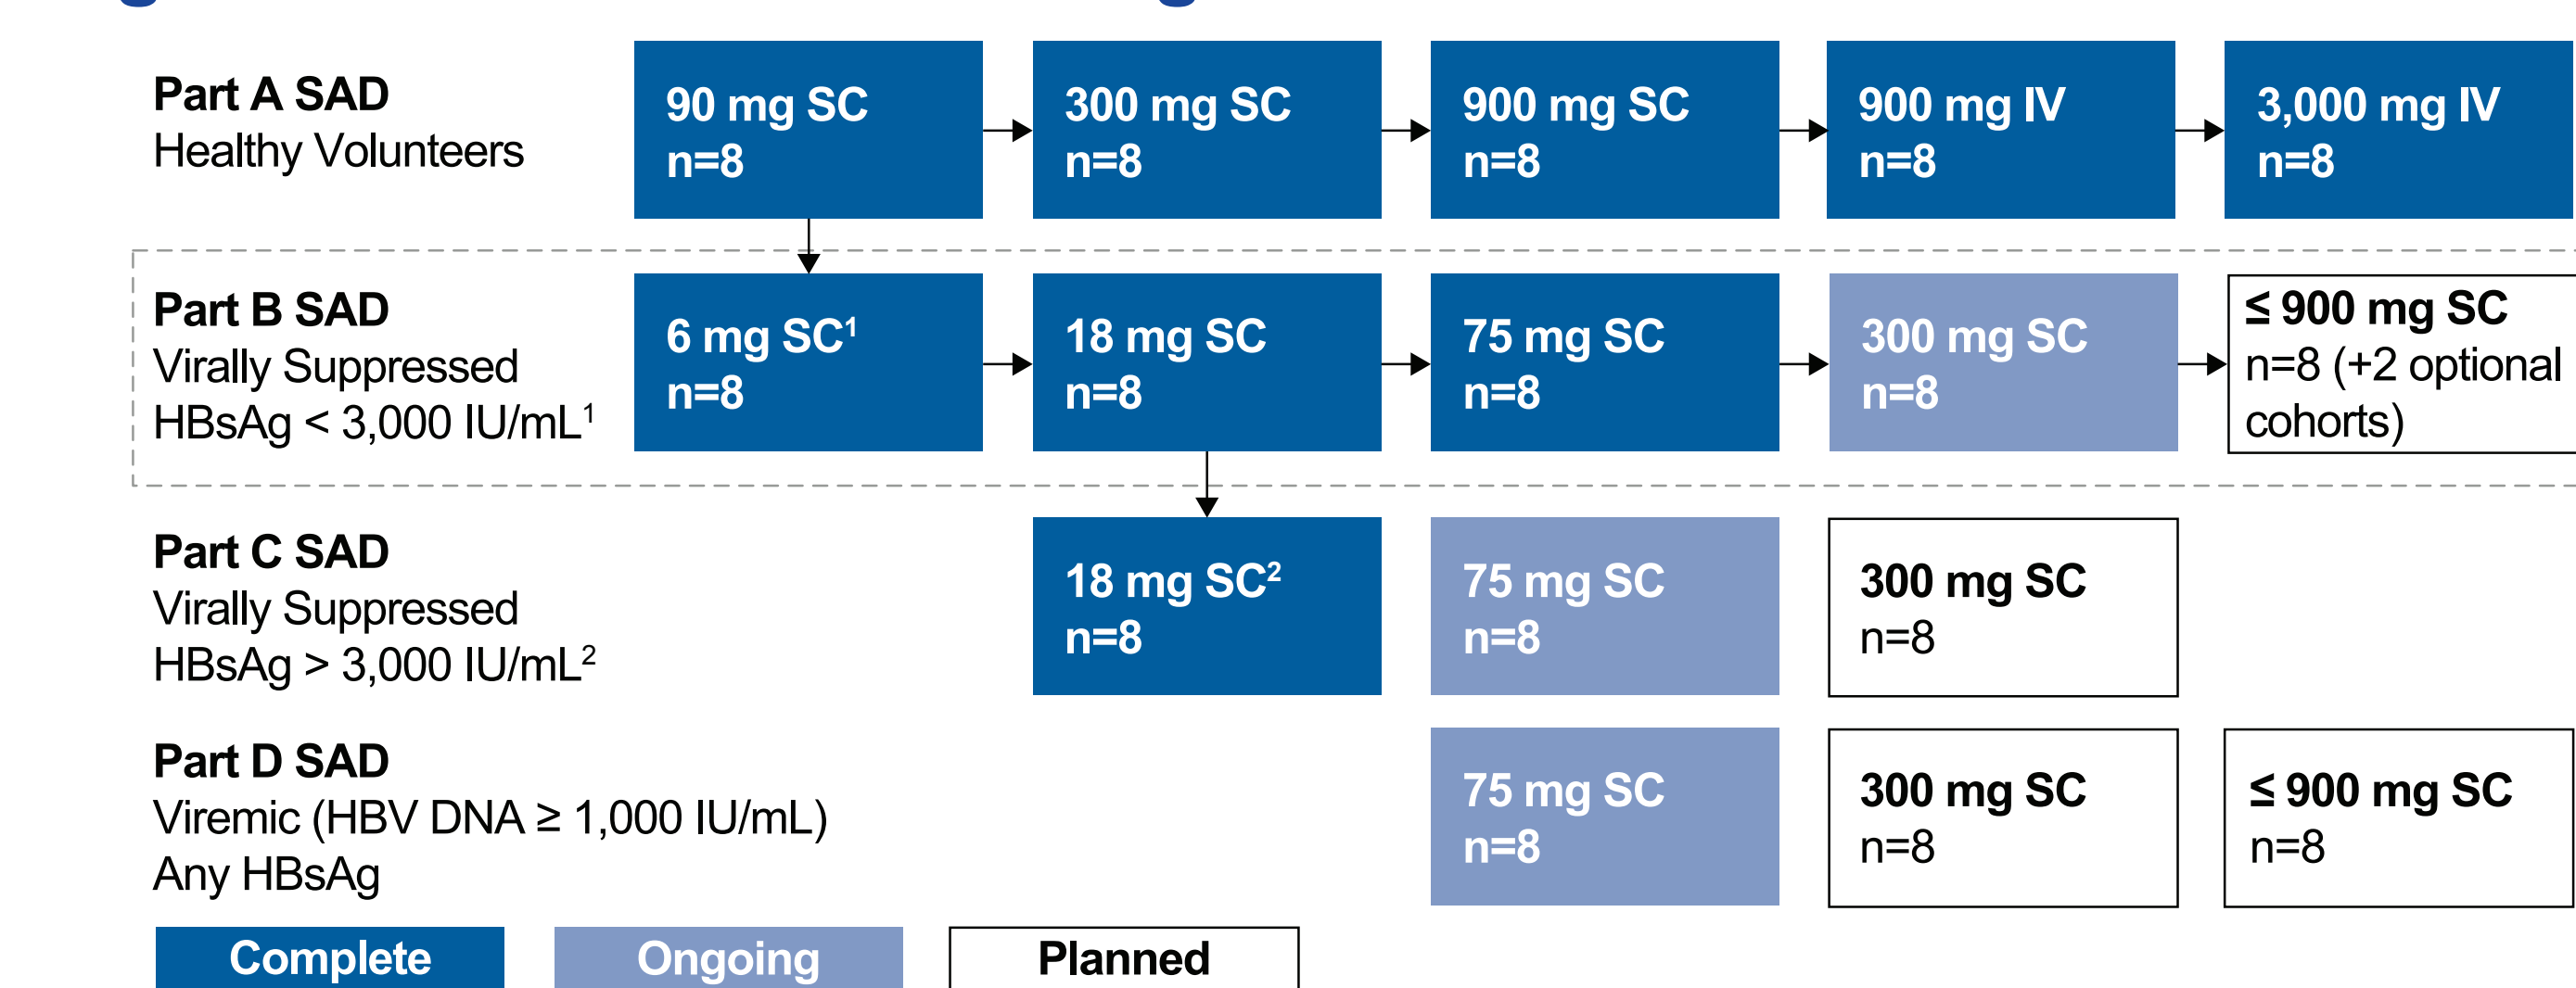 Part A SAD
Healthy Volunteers
90 mg SC
n=8
300 mg SC
n=8
900 mg SC
n=8
900 mg IV
n=8
3,000 mg IV
n=8
Part B SAD
Virally Suppressed
HBsAg < 3,000 IU/mL¹
6 mg SC¹
n=8
18 mg SC
n=8
75 mg SC
n=8
300 mg SC
n=8
≤ 900 mg SC
n=8 (+2 optional
cohorts)
Part C SAD
Virally Suppressed
HBsAg > 3,000 IU/mL²
18 mg SC²
n=8
75 mg SC
n=8
300 mg SC
n=8
Part D SAD
Viremic (HBV DNA ≥ 1,000 IU/mL)
Any HBsAg
75 mg SC
n=8
300 mg SC
n=8
≤ 900 mg SC
n=8
Complete
Ongoing
Planned